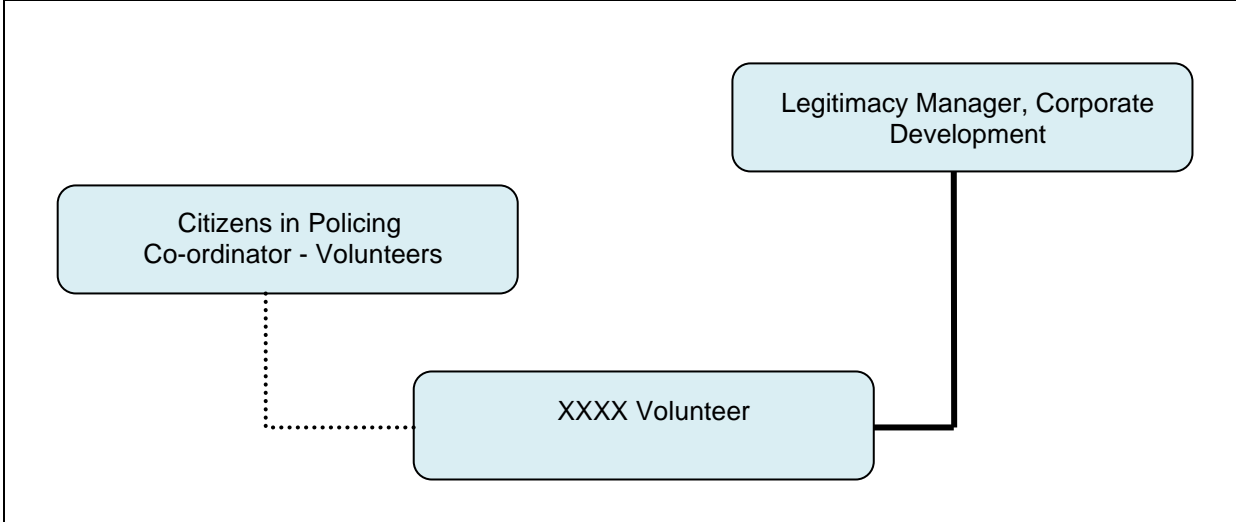 Legitimacy Manager, Corporate
Development
Citizens in Policing
Co-ordinator - Volunteers
XXXX Volunteer